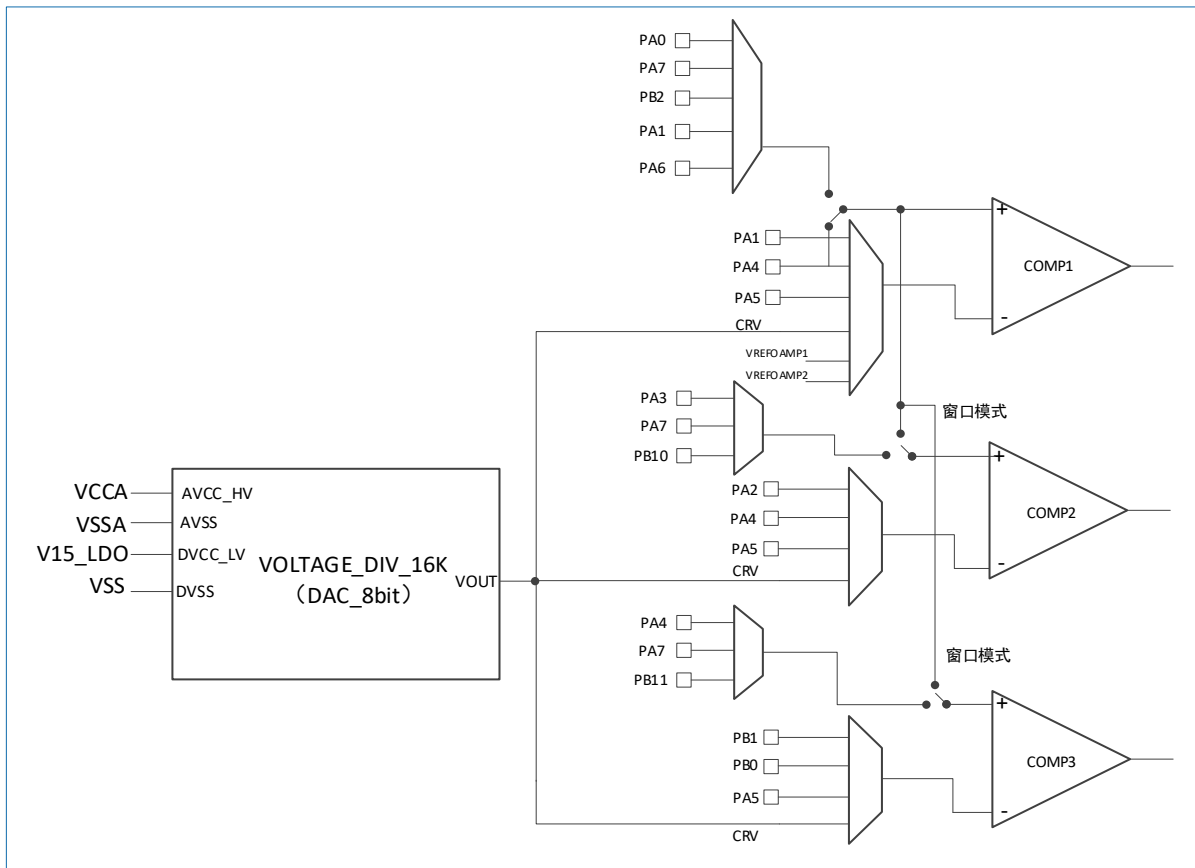 PA0
PA7
PB2
PA1
PA6
+
PA1
PA4
COMP1
PA5
-
CRV
VREFOAMP1
VREFOAMP2
PA3
窗口模式
PA7
PB10
+
VCCA
AVCC_HV
PA2
VSSA
AVSS
PA4
COMP2
V15_LDO
DVCC_LV
PA5
VOLTAGE_DIV_16K
VOUT
CRV
-
VSS
DVSS
（DAC_8bit）
PA4
PA7
窗口模式
PB11
+
PB1
PB0
COMP3
PA5
-
CRV